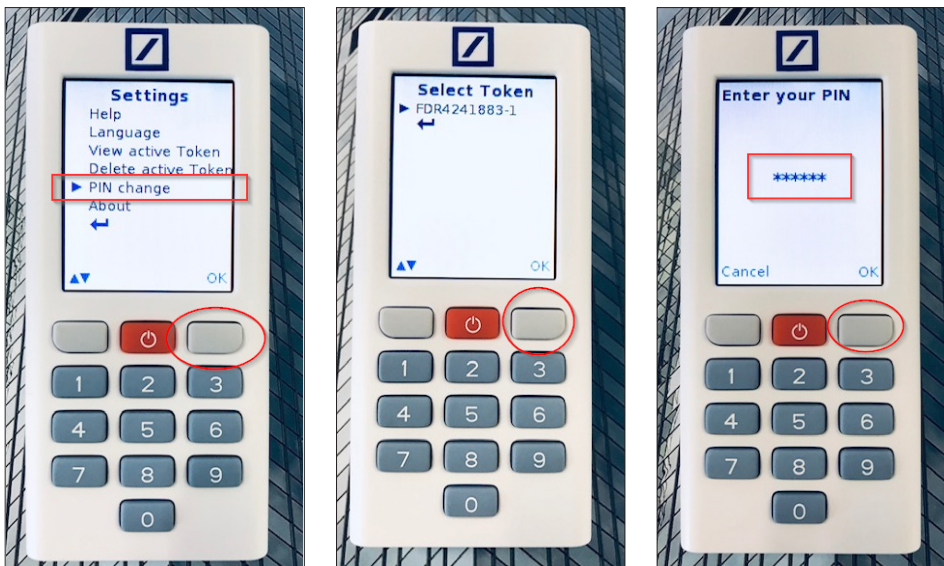 Settings
Help
Language
View active Token
Delete active Token
PIN change
About
OK
1 2 3
4 5 6
7 8 9
0
Select Token
FDR4241883-1
OK
1 2 3
4 5 6
7 8 9
0
Enter your PIN
******
Cancel OK
1 2 3
4 5 6
7 8 9
0